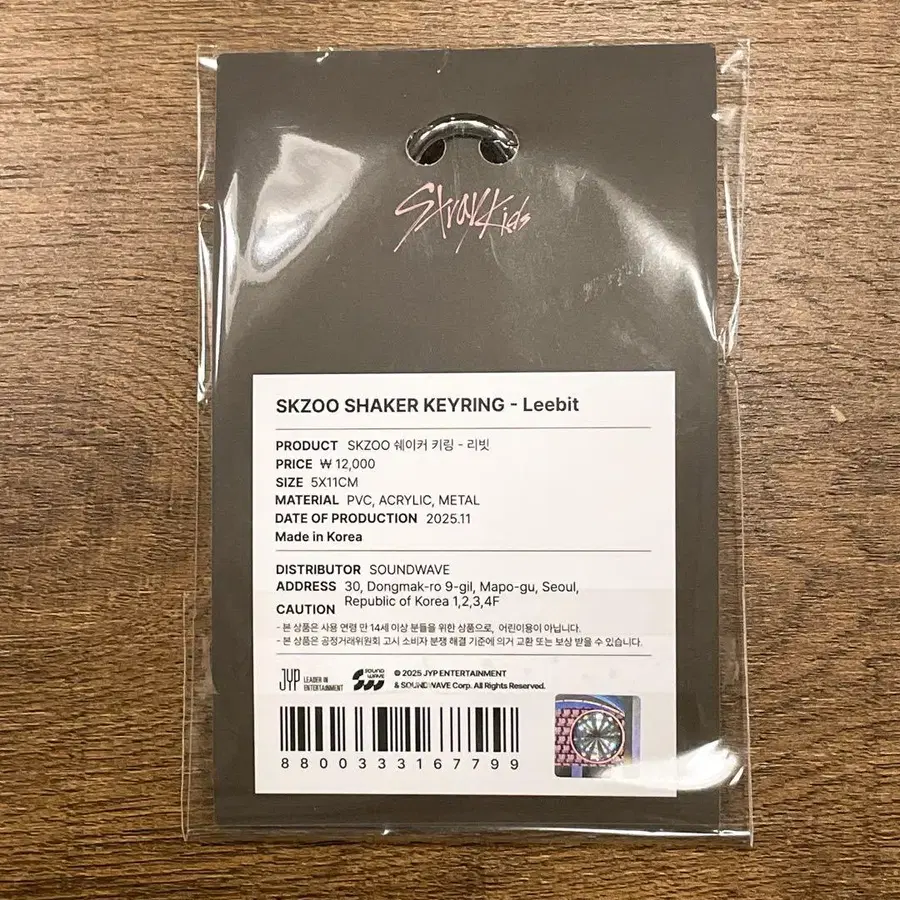 Stray Kids
SKZOO SHAKER KEYRING - Leebit
PRODUCT SKZOO 쉐이커 키링 - 리빗
PRICE ₩ 12,000
SIZE 5X11CM
MATERIAL PVC, ACRYLIC, METAL
DATE OF PRODUCTION 2025.11
Made in Korea
DISTRIBUTOR SOUNDWAVE
ADDRESS 30, Dongmak-ro 9-gil, Mapo-gu, Seoul,
Republic of Korea 1,2,3,4F
CAUTION
- 본 상품은 사용 연령 만 14세 이상 분들을 위한 상품으로, 어린이용이 아닙니다.
- 본 상품은 공정거래위원회 고시 소비자 분쟁 해결 기준에 의거 교환 또는 보상 받을 수 있습니다.
JYP LEADER IN ENTERTAINMENT SOUND WAVE © 2025 JYP ENTERTAINMENT
& SOUNDWAVE Corp. All Rights Reserved.
8800333167799